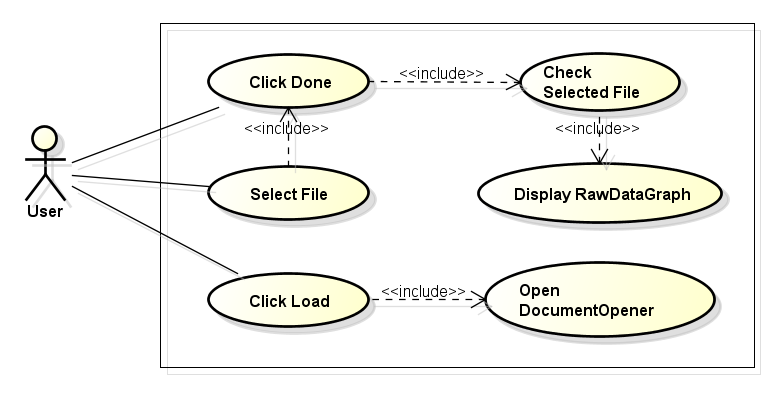 <<include>>
Click Done
Check
Selected File
<<include>>
<<include>>
User
Select File
Display RawDataGraph
<<include>>
Click Load
Open
DocumentOpener